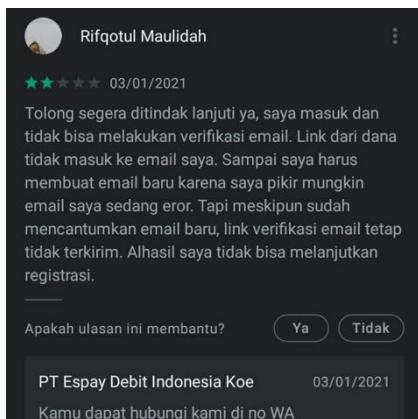 Rifqotul Maulidah
03/01/2021
Tolong segera ditindak lanjuti ya, saya masuk dan
tidak bisa melakukan verifikasi email. Link dari dana
tidak masuk ke email saya. Sampai saya harus
membuat email baru karena saya pikir mungkin
email saya sedang eror. Tapi meskipun sudah
mencantumkan email baru, link verifikasi email tetap
tidak terkirim. Alhasil saya tidak bisa melanjutkan
registrasi.
Apakah ulasan ini membantu? Ya Tidak
PT Espay Debit Indonesia Koe 03/01/2021
Kamu dapat hubungi kami di no WA